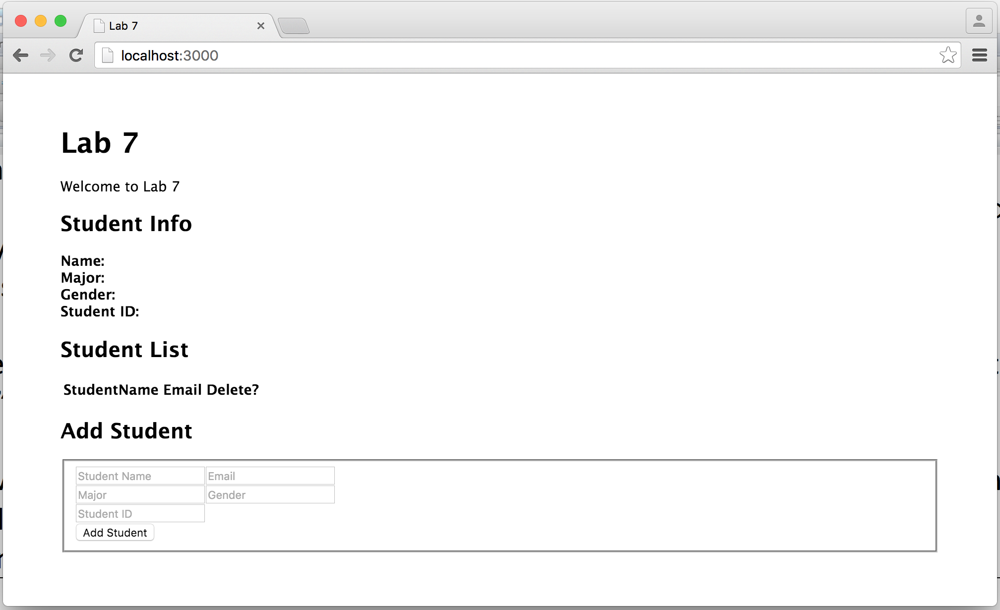 Lab 7
localhost:3000
Lab 7
Welcome to Lab 7
Student Info
Name:
Major:
Gender:
Student ID:
Student List
StudentName Email Delete?
Add Student
Student Name Email
Major Gender
Student ID
Add Student